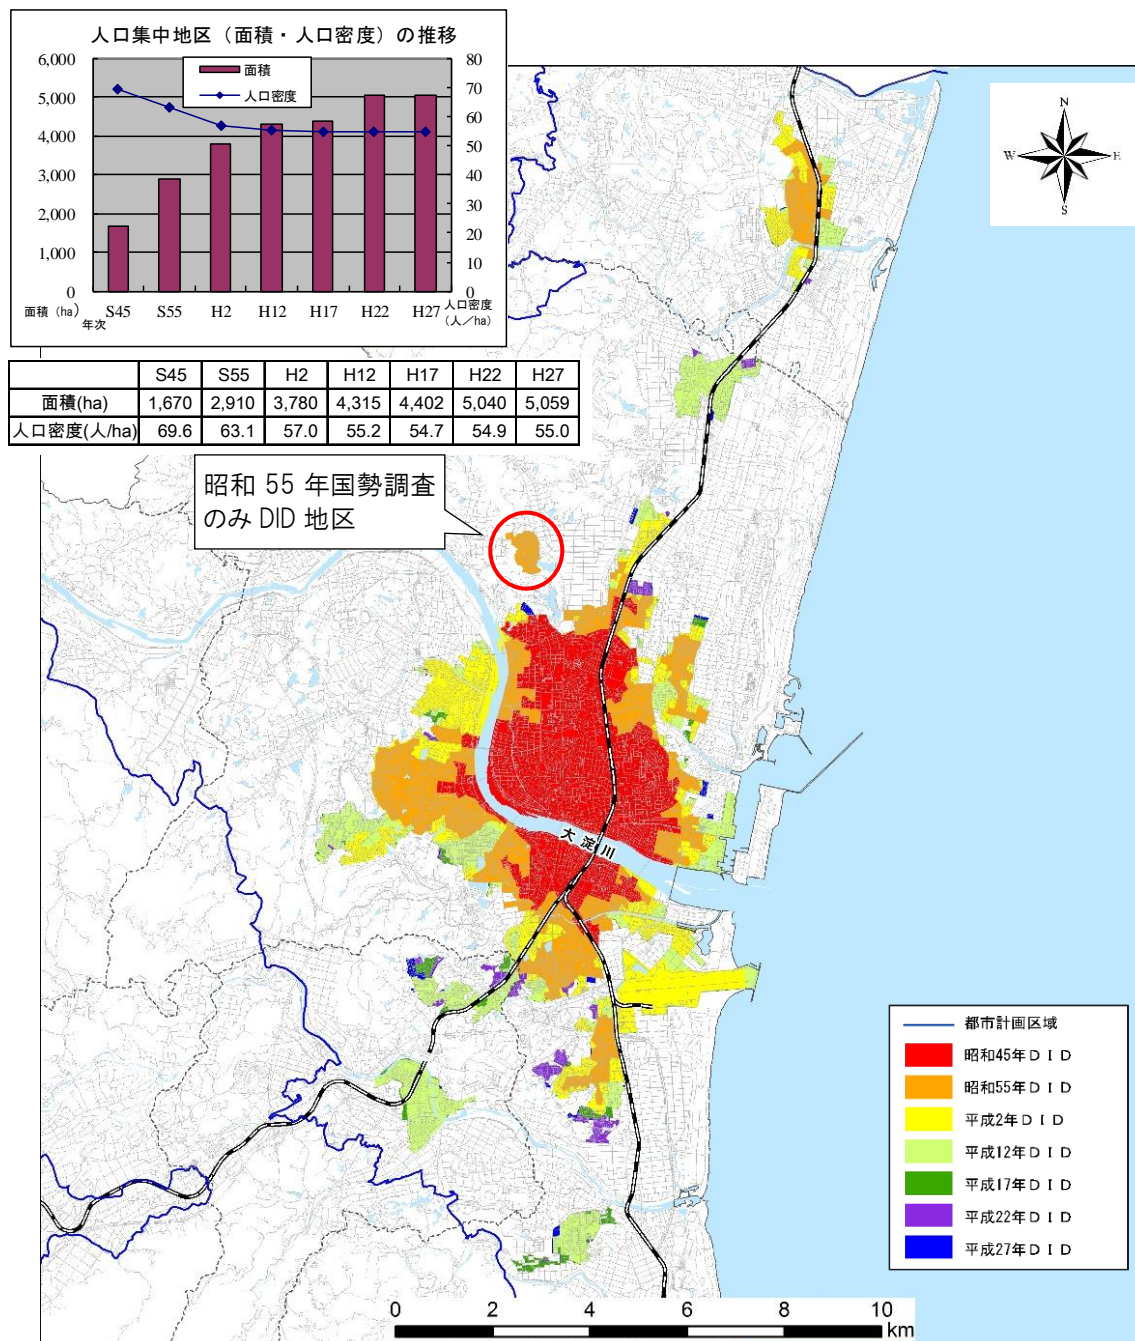 人口集中地区（面積・人口密度）の推移
6,000
5,000
4,000
3,000
2,000
1,000
0
80
70
60
50
40
30
20
10
0
面積
人口密度
面積（ha）
年次
S45 S55 H2 H12 H17 H22 H27
人口密度
（人／ha）
S45 S55 H2 H12 H17 H22 H27
面積(ha) 1,670 2,910 3,780 4,315 4,402 5,040 5,059
人口密度(人/ha) 69.6 63.1 57.0 55.2 54.7 54.9 55.0
昭和 55 年国勢調査
のみ DID 地区
N
W E
S
大淀川
都市計画区域
昭和45年ＤＩＤ
昭和55年ＤＩＤ
平成2年ＤＩＤ
平成12年ＤＩＤ
平成17年ＤＩＤ
平成22年ＤＩＤ
平成27年ＤＩＤ
0 2 4 6 8 10
km